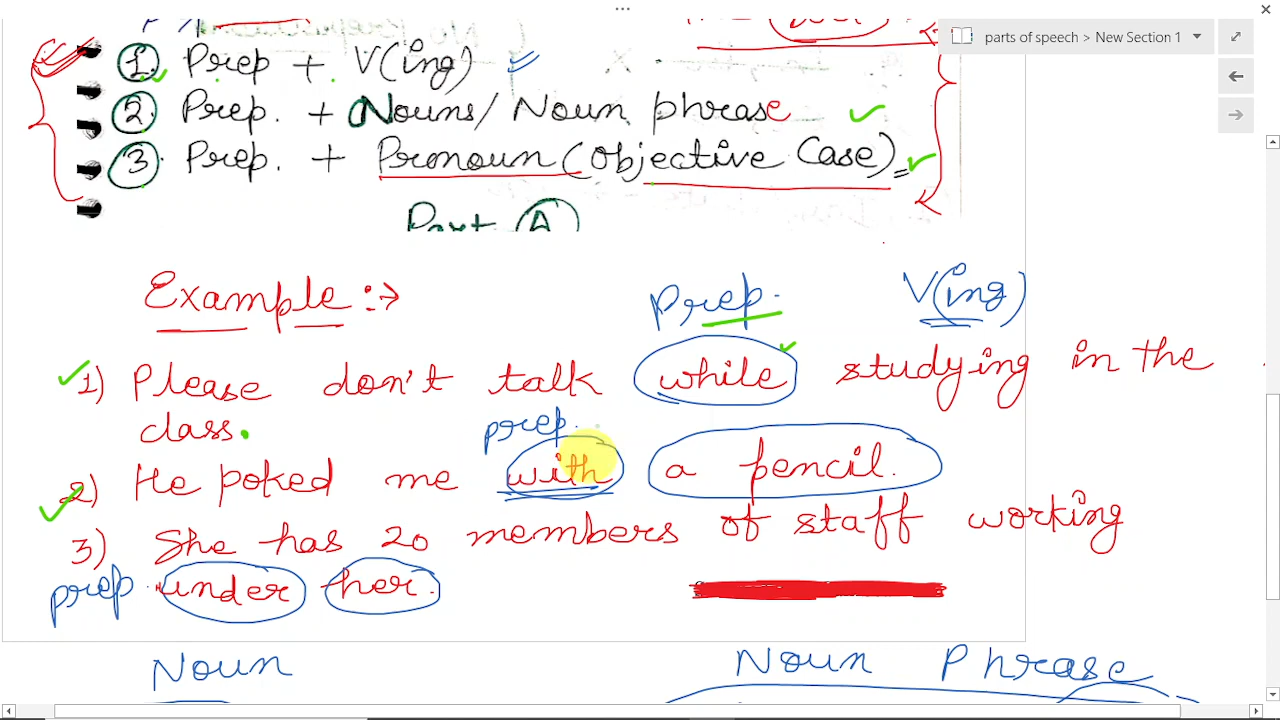 parts of speech > New Section 1
① Prep + V(ing)
② Prep. + Nouns/ Noun phrase
③ Prep. + Pronoun (Objective Case)
Part A
Example :→
Prep. V(ing)
1) Please don't talk while studying in the
class.
prep.
2) He poked me with a pencil.
3) She has 20 members of staff working
prep under her.
Noun Noun Phrase